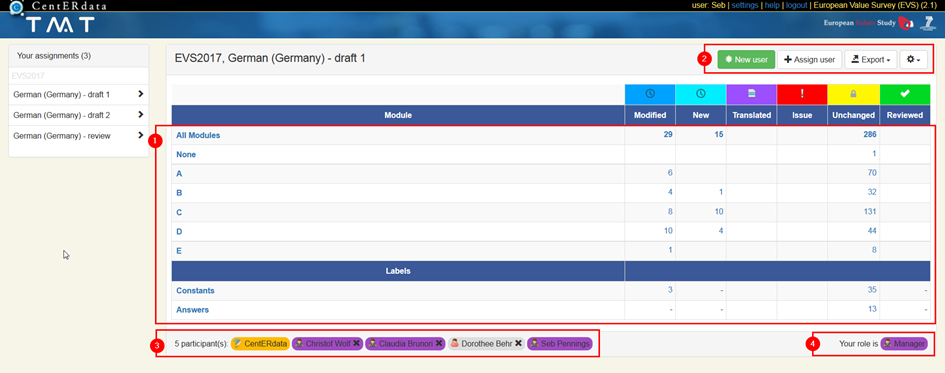 CentERdata
TMT
user: Seb | settings | help | logout | European Value Survey (EVS) (2.1)
European Values Study
Your assignments (3)
EVS2017
German (Germany) - draft 1
German (Germany) - draft 2
German (Germany) - review
EVS2017, German (Germany) - draft 1
2
New user
Assign user
Export
Module Modified New Translated Issue Unchanged Reviewed
1
All Modules 29 15 286
None 1
A 6 70
B 4 1 32
C 8 10 131
D 10 4 44
E 1 8
Labels
Constants 3 - 35 -
Answers - - 13 -
3
5 participant(s): CentERdata Christof Wolf Claudia Brunori Dorothee Behr Seb Pennings
4
Your role is Manager